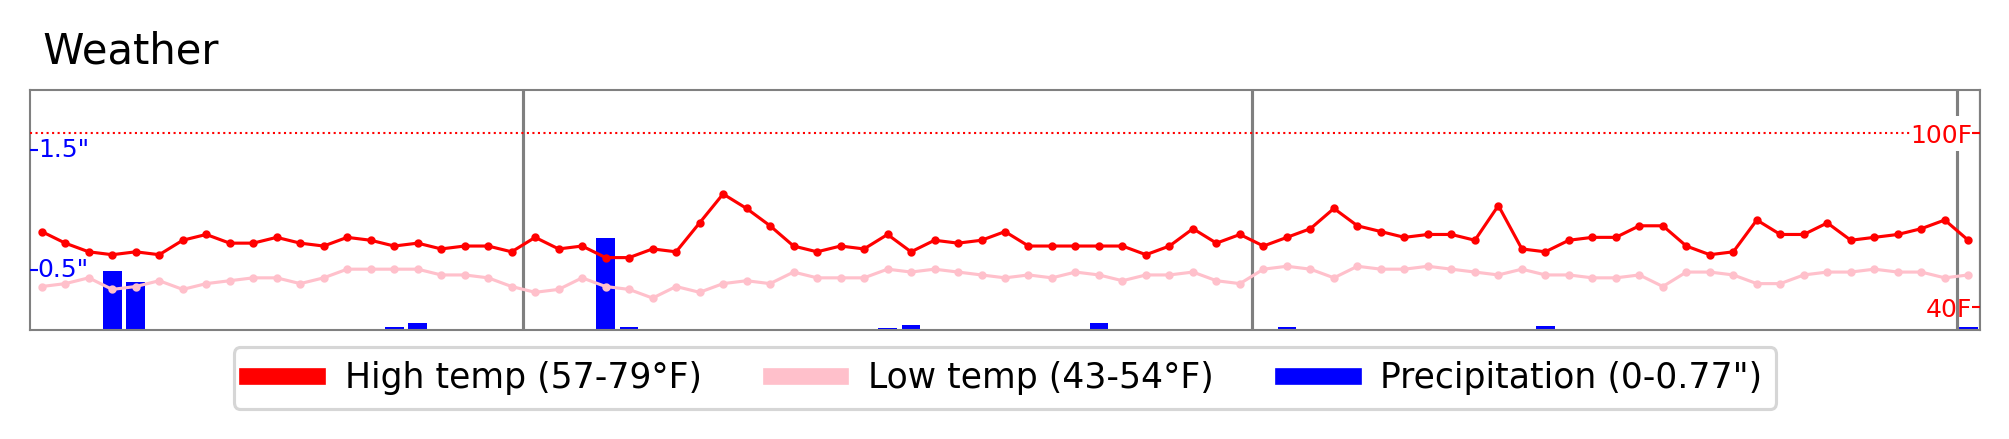 Weather
1.5"
0.5"
100F
40F
High temp (57-79°F)
Low temp (43-54°F)
Precipitation (0-0.77")